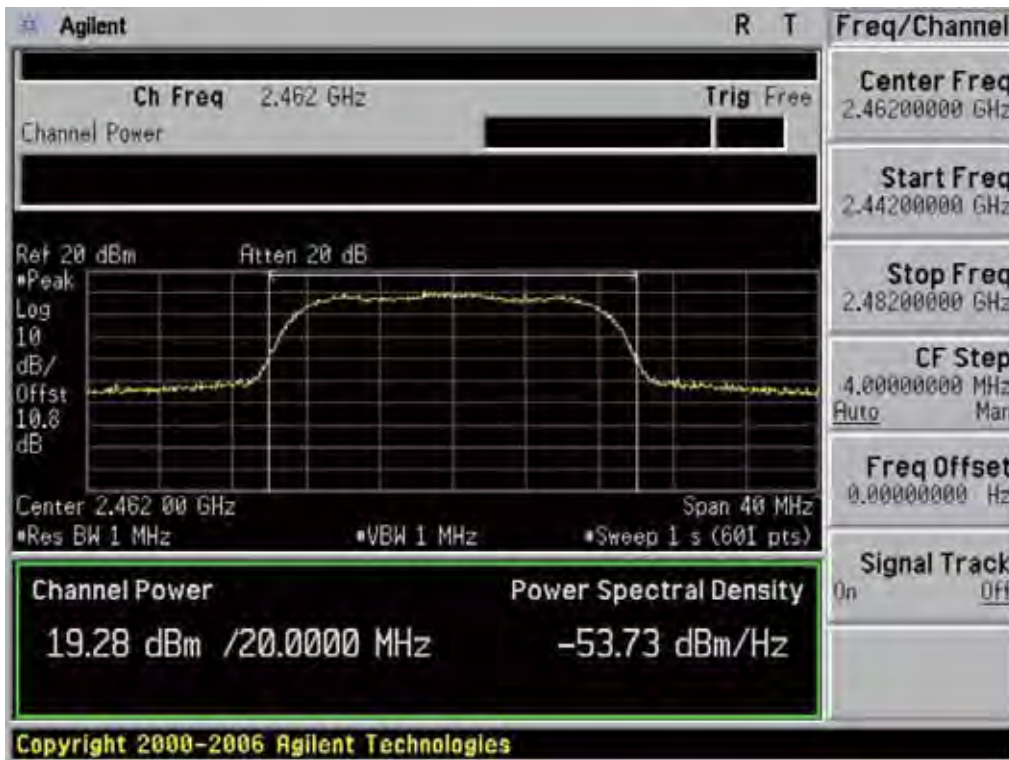 Agilent R T Freq/Channel
Ch Freq 2.462 GHz Trig Free
Channel Power
Center Freq
2.46200000 GHz
Start Freq
2.44200000 GHz
Ref 20 dBm Atten 20 dB
Stop Freq
2.48200000 GHz
•Peak
Log
10
dB/
Offst
10.8
dB
CF Step
4.00000000 MHz
Auto Man
Freq Offset
0.00000000 Hz
Center 2.462 00 GHz Span 40 MHz
•Res BW 1 MHz •VBW 1 MHz •Sweep 1 s (601 pts)
Signal Track
On Off
Channel Power Power Spectral Density
19.28 dBm /20.0000 MHz -53.73 dBm/Hz
Copyright 2000-2006 Agilent Technologies